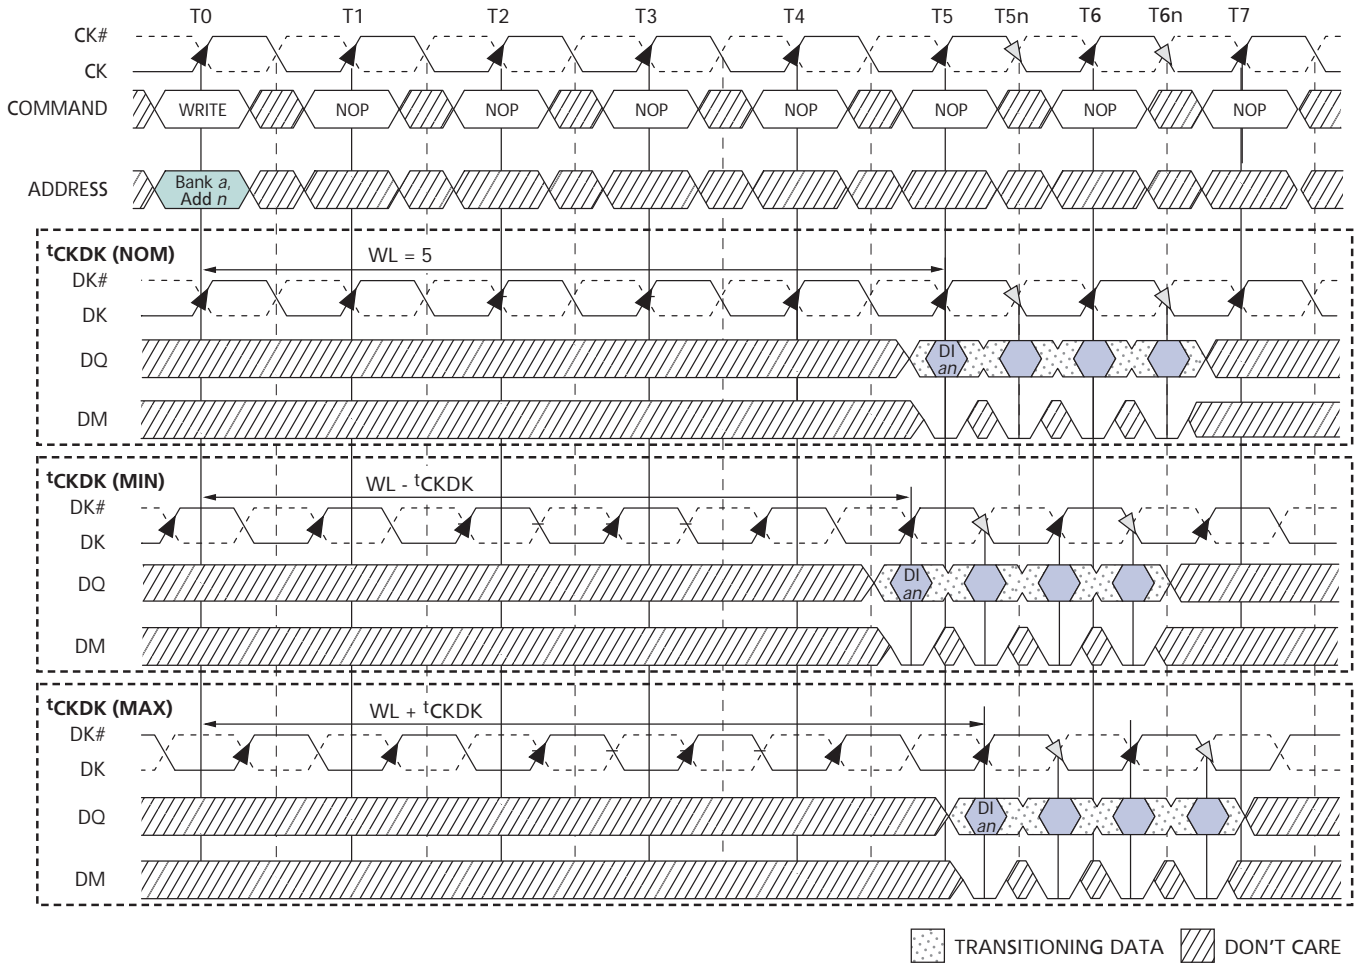 T0 T1 T2 T3 T4 T5 T5n T6 T6n T7
CK#
CK
COMMAND WRITE NOP NOP NOP NOP NOP NOP NOP
ADDRESS Bank a,
Add n
tCKDK (NOM) WL = 5
DK#
DK
DQ DI
an
DM
tCKDK (MIN) WL - tCKDK
DK#
DK
DQ DI
an
DM
tCKDK (MAX) WL + tCKDK
DK#
DK
DQ DI
an
DM
TRANSITIONING DATA DON'T CARE